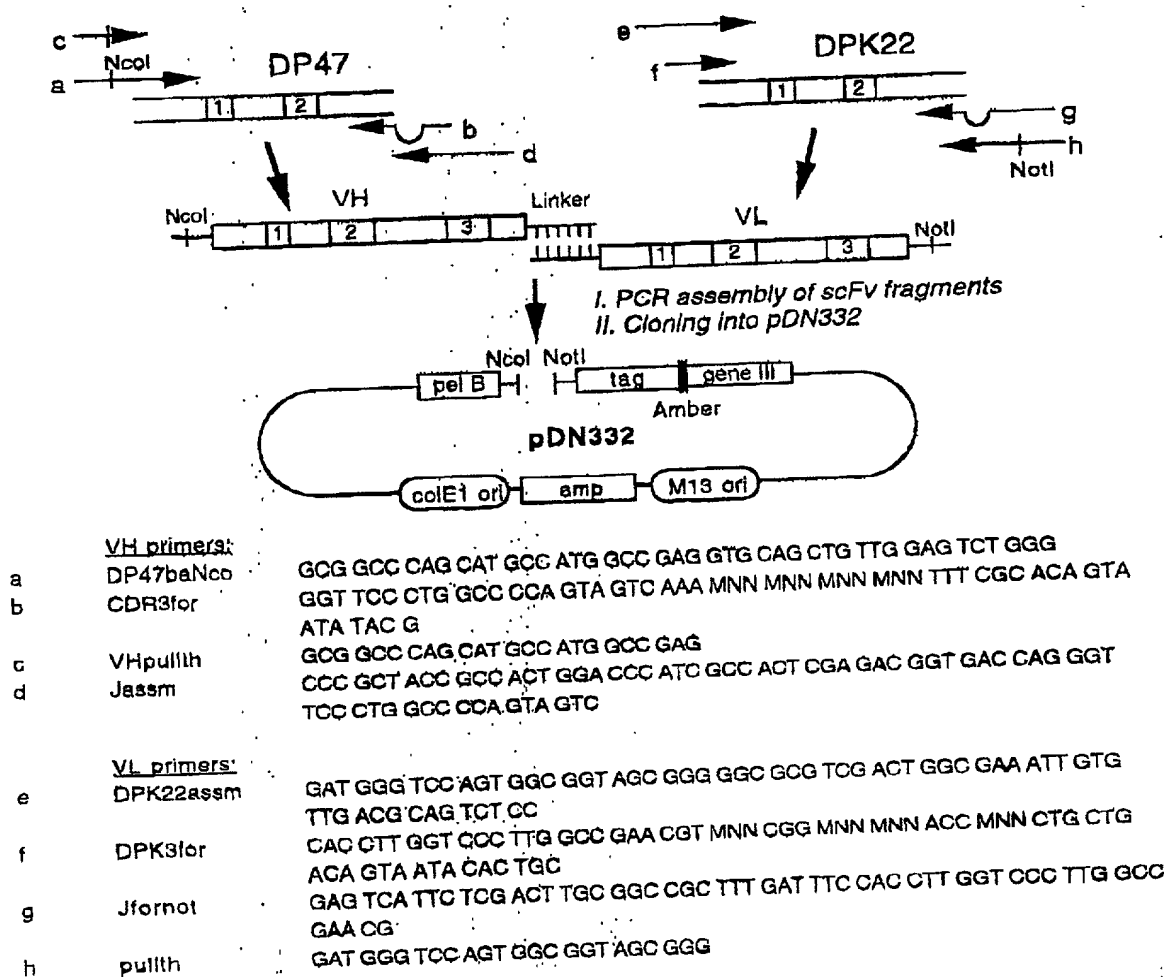 c
NcoI
a
DP47
1
2
b
d
e
f
DPK22
1
2
g
h
NotI
NcoI
VH
Linker
VL
NotI
1
2
3
1
2
3
I. PCR assembly of scFv fragments
II. Cloning into pDN332
NcoI NotI
pel B
tag
gene III
Amber
pDN332
colE1 ori
amp
M13 ori
VH primers:
a DP47baNco GCG GCC CAG CAT GCC ATG GCC GAG GTG CAG CTG TTG GAG TCT GGG
b CDR3for GGT TCC CTG GCC CCA GTA GTC AAA MNN MNN MNN MNN TTT CGC ACA GTA
ATA TAC G
c VHpullth GCG GCC CAG CAT GCC ATG GCC GAG
d Jassm CCC GCT ACC GCC ACT GGA CCC ATC GCC ACT CGA GAC GGT GAC CAG GGT
TCC CTG GCC CCA GTA GTC
VL primers:
e DPK22assm GAT GGG TCC AGT GGC GGT AGC GGG GGC GCG TCG ACT GGC GAA ATT GTG
TTG ACG CAG TCT CC
f DPK3for CAC CTT GGT CCC TTG GCC GAA CGT MNN CGG MNN MNN ACC MNN CTG CTG
ACA GTA ATA CAC TGC
g Jfornot GAG TCA TTC TCG ACT TGC GGC CGC TTT GAT TTC CAC CTT GGT CCC TTG GCC
GAA CG
h pullth GAT GGG TCC AGT GGC GGT AGC GGG